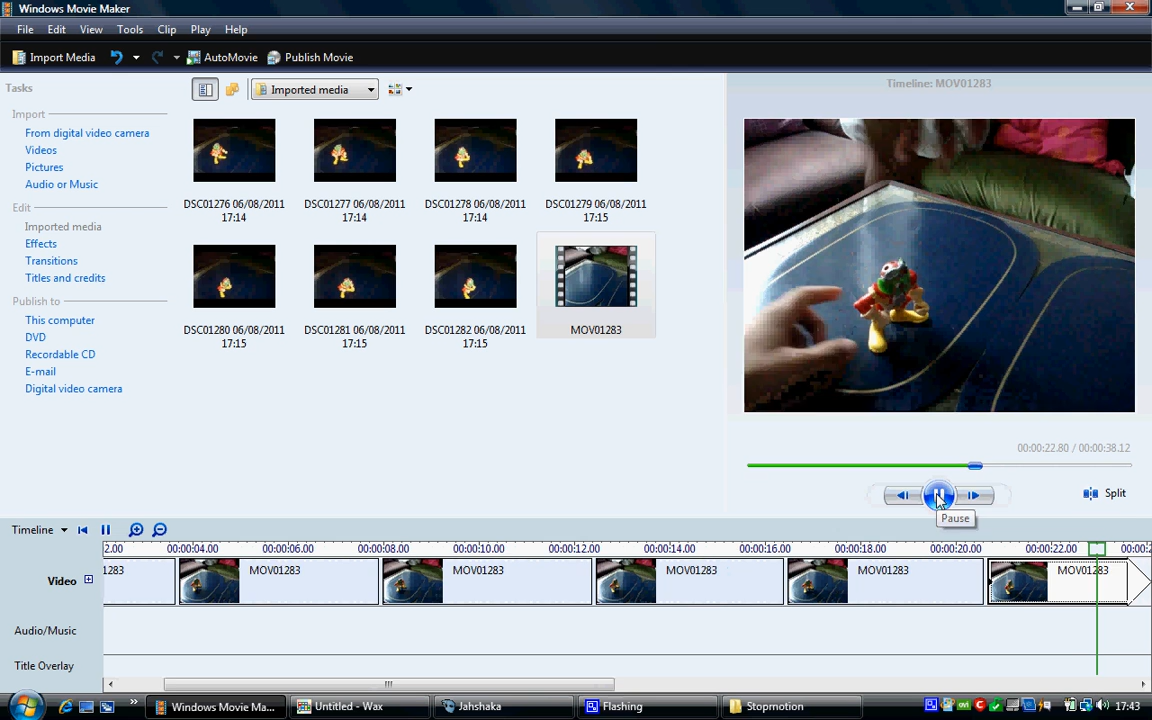 Windows Movie Maker
File Edit View Tools Clip Play Help
Import Media AutoMovie Publish Movie
Tasks
Import
From digital video camera
Videos
Pictures
Audio or Music
Edit
Imported media
Effects
Transitions
Titles and credits
Publish to
This computer
DVD
Recordable CD
E-mail
Digital video camera
Imported media
DSC01276 06/08/2011 17:14
DSC01277 06/08/2011 17:14
DSC01278 06/08/2011 17:14
DSC01279 06/08/2011 17:15
DSC01280 06/08/2011 17:15
DSC01281 06/08/2011 17:15
DSC01282 06/08/2011 17:15
MOV01283
Timeline: MOV01283
00:00:22.80 / 00:00:38.12
Split
Pause
Timeline
2.00 00:00:04.00 00:00:06.00 00:00:08.00 00:00:10.00 00:00:12.00 00:00:14.00 00:00:16.00 00:00:18.00 00:00:20.00 00:00:22.00 00:00:2
Video 1283 MOV01283 MOV01283 MOV01283 MOV01283 MOV01283
Audio/Music
Title Overlay
Windows Movie Ma... Untitled - Wax Jahshaka Flashing Stopmotion 17:43